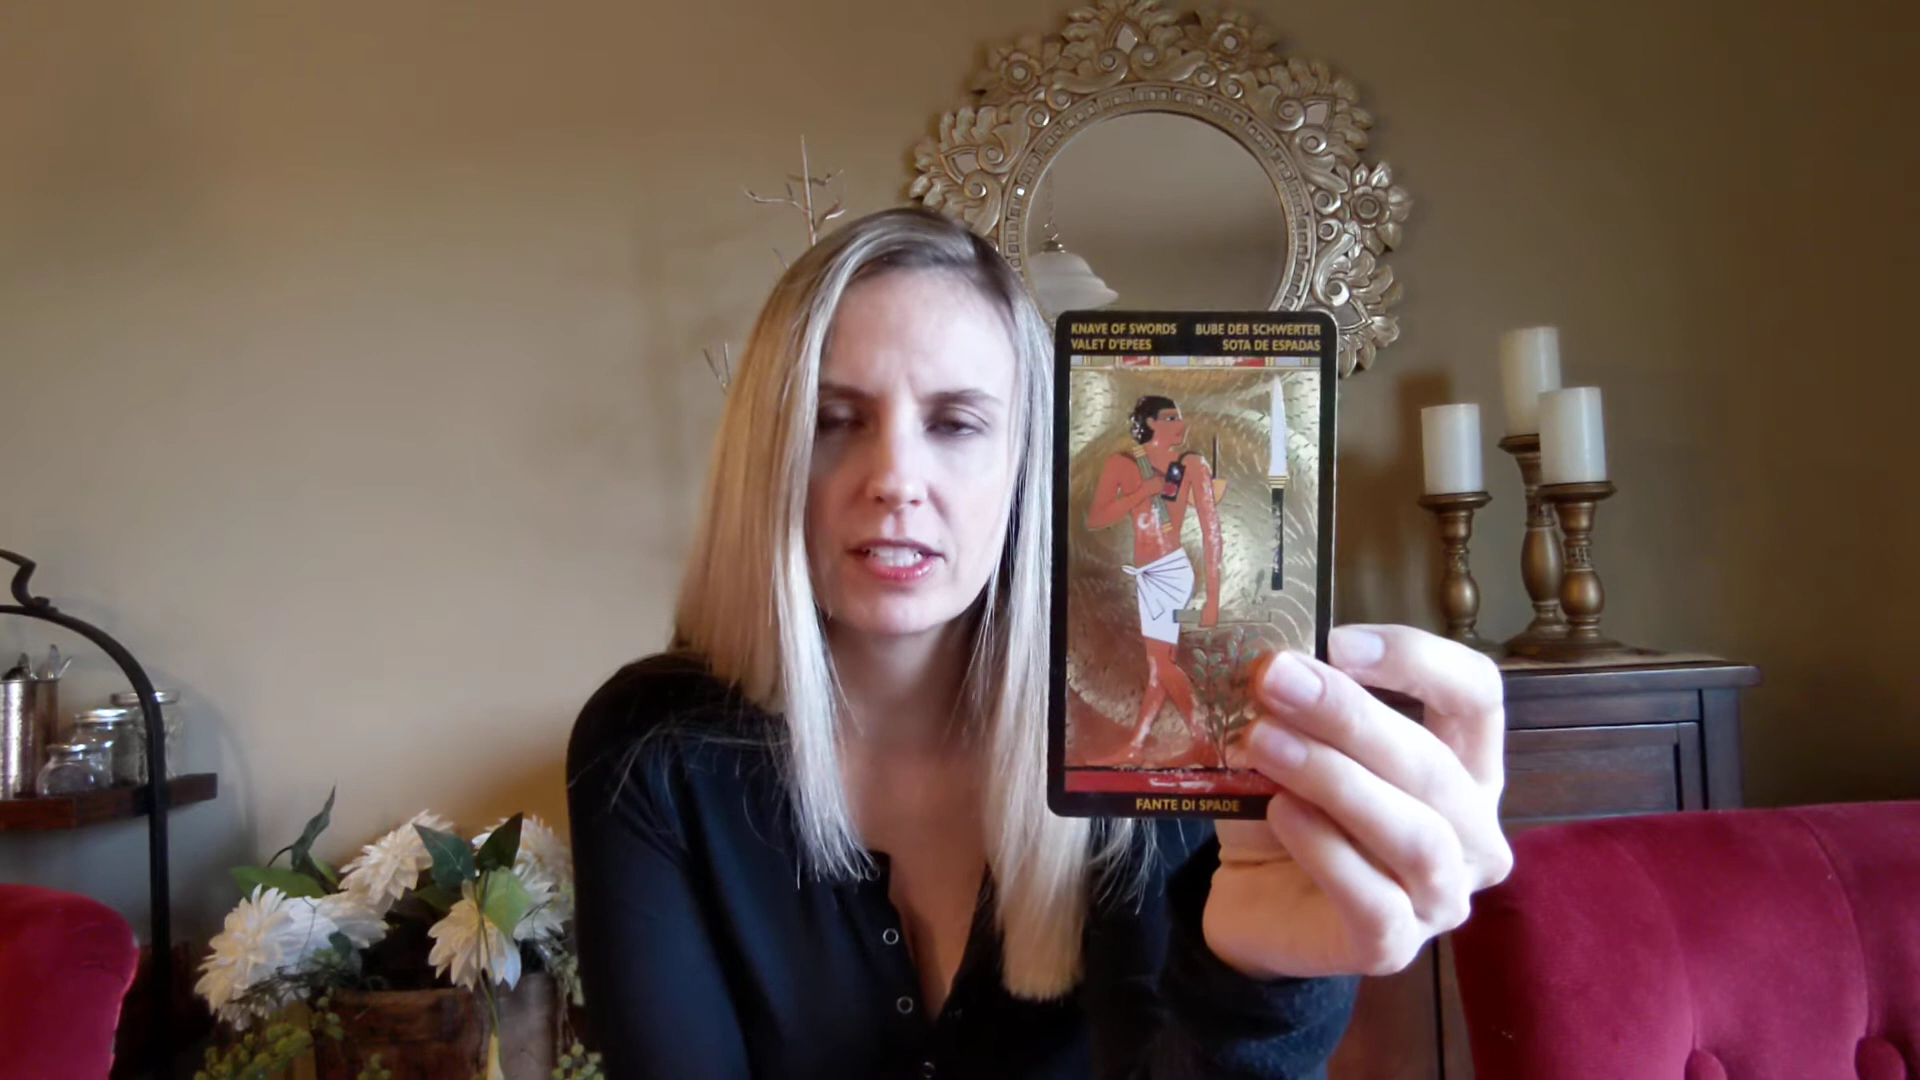 KNAVE OF SWORDS BUBE DER SCHWERTER
VALET D'EPEES SOTA DE ESPADAS
FANTE DI SPADE